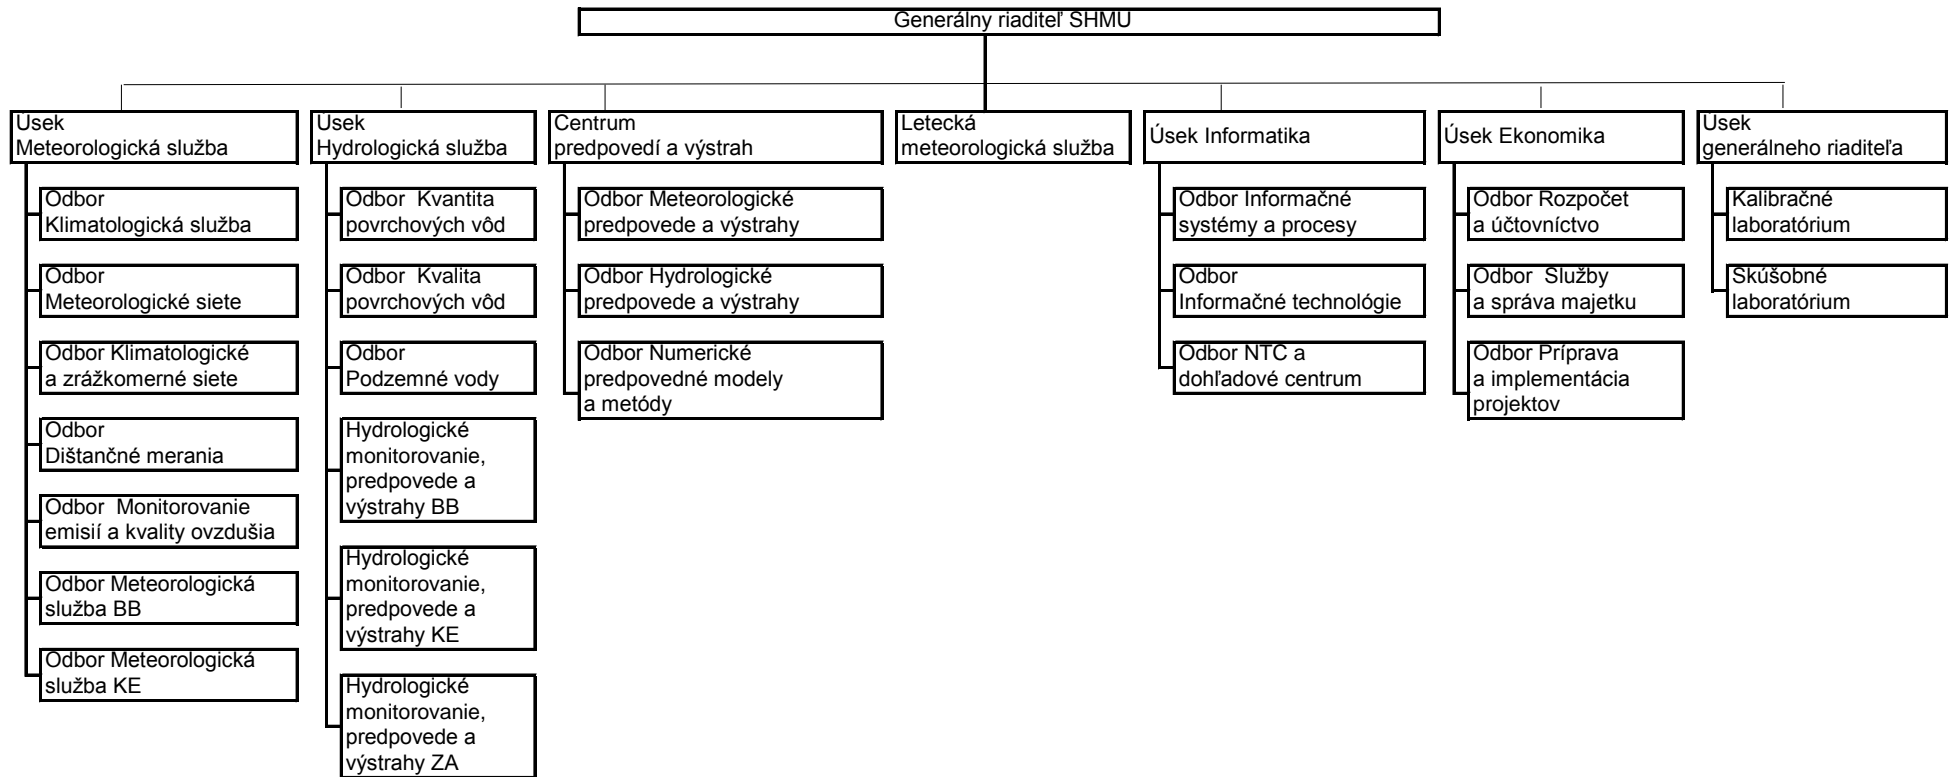 Generálny riaditeľ SHMU
Úsek
Meteorologická služba
Odbor
Klimatologická služba
Odbor
Meteorologické siete
Odbor Klimatologické
a zrážkomerné siete
Odbor
Dištančné merania
Odbor  Monitorovanie
emisií a kvality ovzdušia
Odbor Meteorologická
služba BB
Odbor Meteorologická
služba KE
Úsek
Hydrologická služba
Odbor  Kvantita
povrchových vôd
Odbor  Kvalita
povrchových vôd
Odbor
Podzemné vody
Hydrologické
monitorovanie,
predpovede a
výstrahy BB
Hydrologické
monitorovanie,
predpovede a
výstrahy KE
Hydrologické
monitorovanie,
predpovede a
výstrahy ZA
Centrum
predpovedí a výstrah
Odbor Meteorologické
predpovede a výstrahy
Odbor Hydrologické
predpovede a výstrahy
Odbor Numerické
predpovedné modely
a metódy
Letecká
meteorologická služba
Úsek Informatika
Odbor Informačné
systémy a procesy
Odbor
Informačné technológie
Odbor NTC a
dohľadové centrum
Úsek Ekonomika
Odbor Rozpočet
a účtovníctvo
Odbor  Služby
a správa majetku
Odbor Príprava
a implementácia
projektov
Úsek
generálneho riaditeľa
Kalibračné
laboratórium
Skúšobné
laboratórium